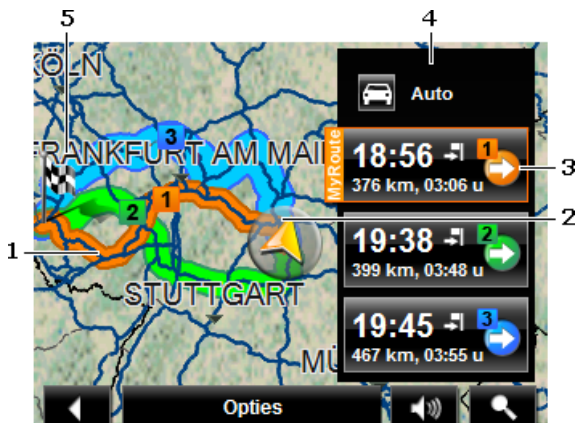 5
4
KÖLN
Auto
3
FRANKFURT AM MAI
MyRoute
18:56
1
376 km, 03:06 u
3
2
1
2
19:38
2
399 km, 03:48 u
1
STUTTGART
19:45
3
467 km, 03:55 u
MÜ
Opties